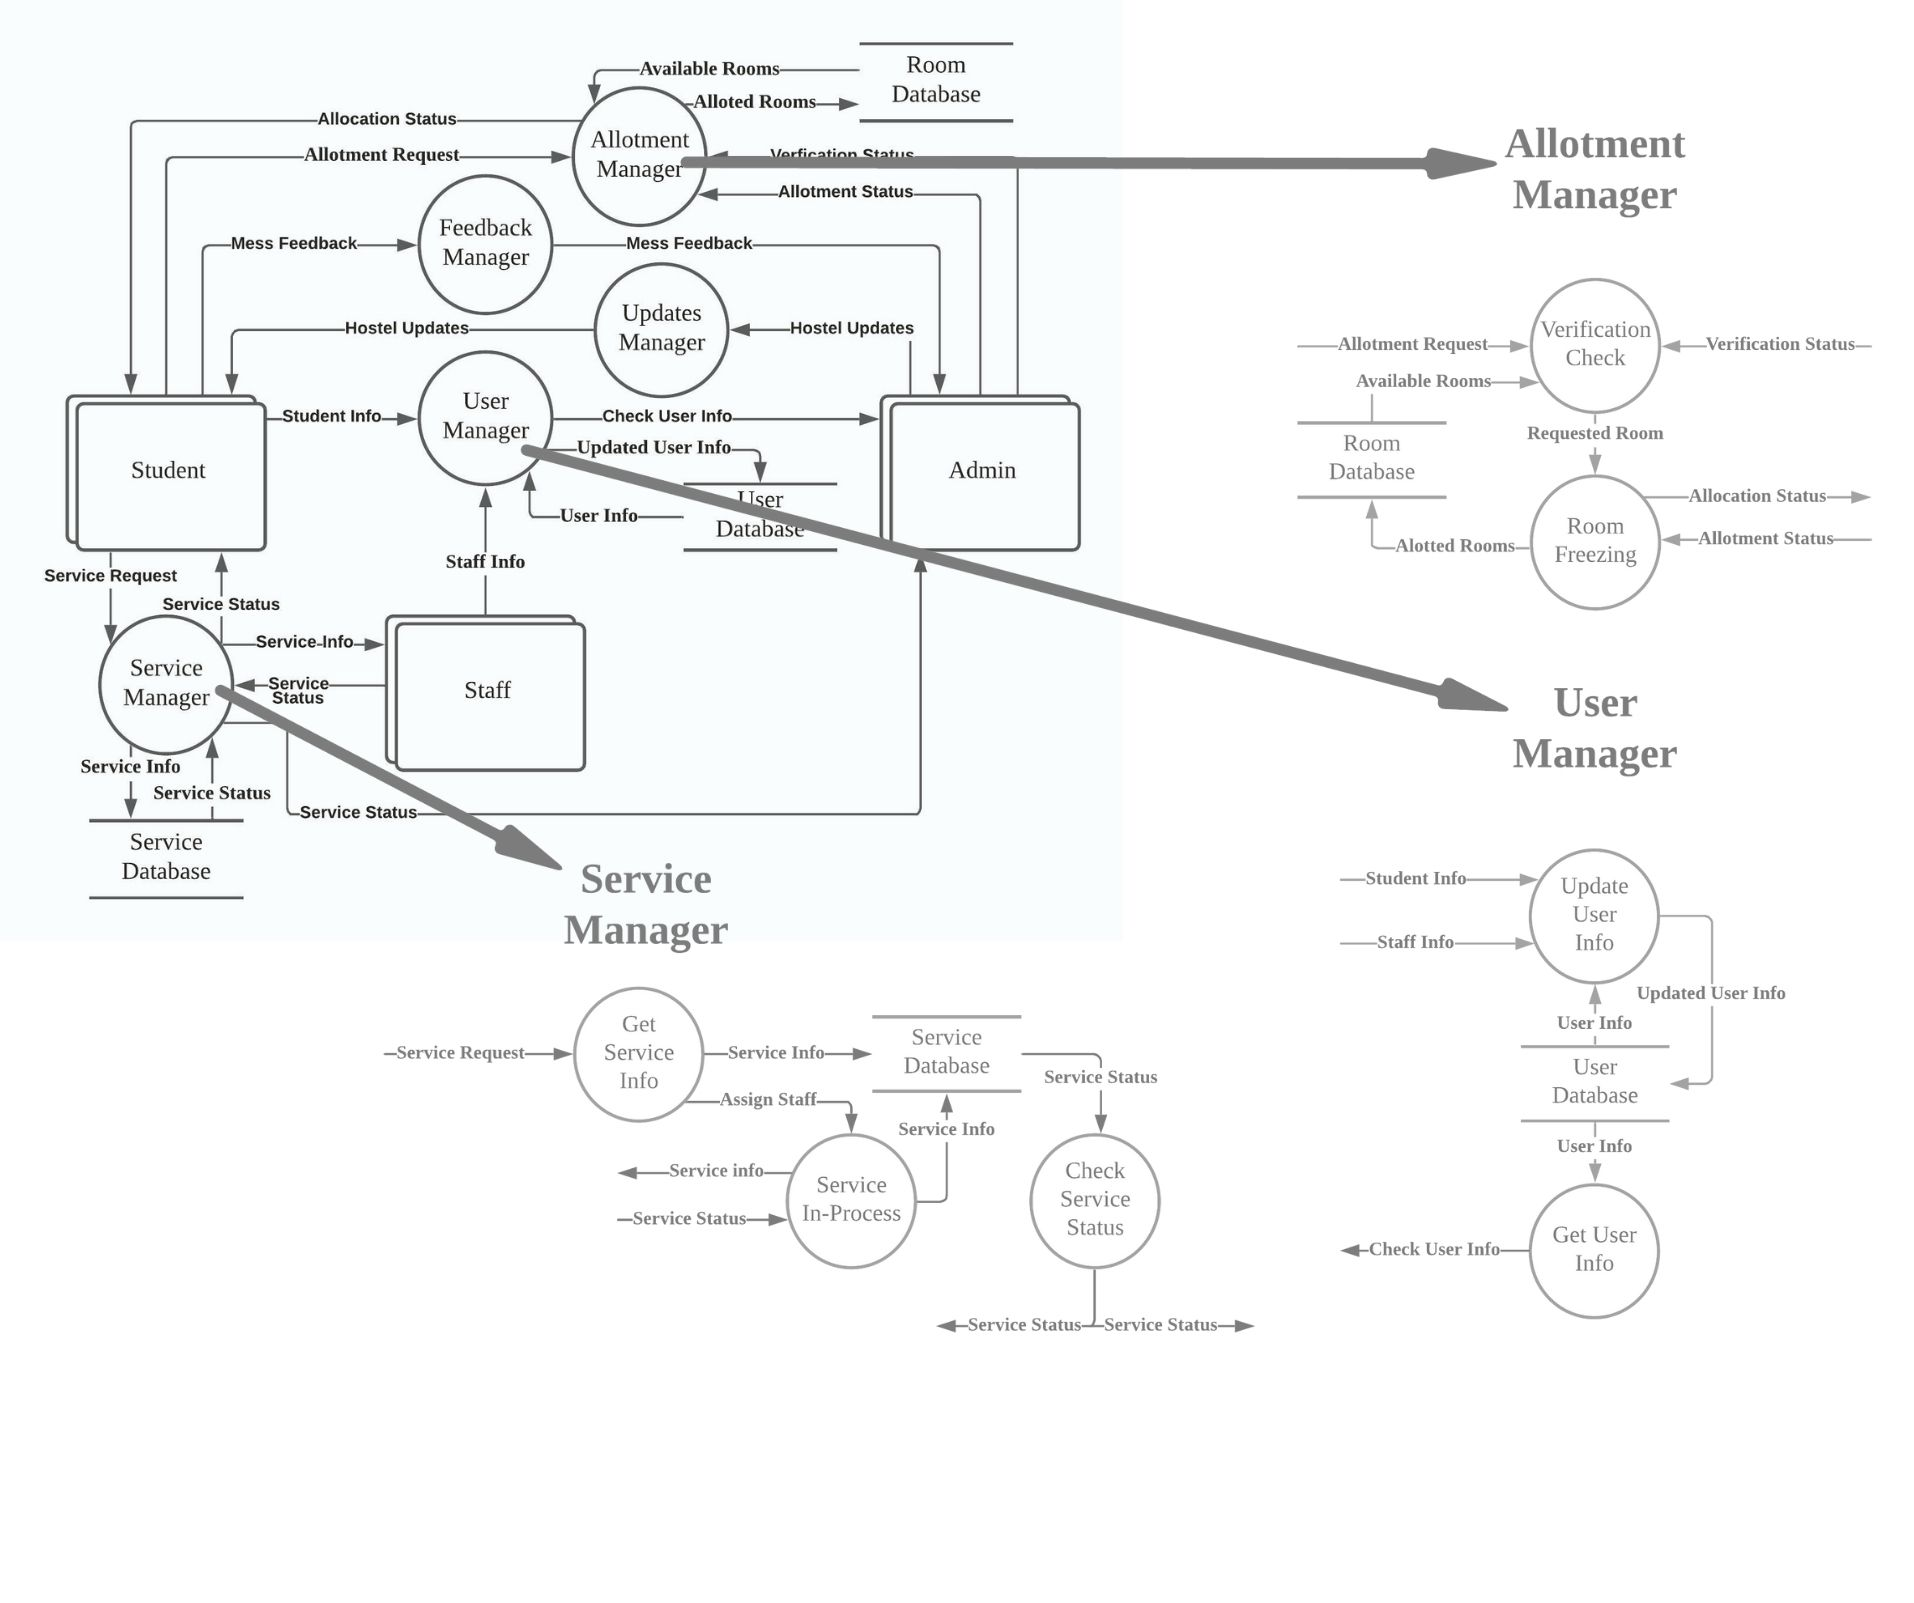 Available Rooms
Room
Database
Alloted Rooms
Allocation Status
Allotment
Manager
Allotment Request
Verfication Status
Allotment Status
Allotment
Manager
Feedback
Manager
Mess Feedback
Mess Feedback
Updates
Manager
Hostel Updates
Hostel Updates
User
Manager
Student Info
Check User Info
Updated User Info
Student
Admin
User
Database
User Info
Staff Info
Service Request
Service Status
Service Info
Service
Manager
Service
Status
Staff
Service Info
Service Status
Service Status
Service
Database
Verification
Check
Allotment Request
Verification Status
Available Rooms
Requested Room
Room
Database
Allocation Status
Room
Freezing
Alotted Rooms
Allotment Status
User
Manager
Service
Manager
Student Info
Update
User
Info
Staff Info
Updated User Info
User Info
User
Database
User Info
Get User
Info
Check User Info
Get
Service
Info
Service Request
Service Info
Service
Database
Service Status
Assign Staff
Service Info
Service info
Service
In-Process
Service Status
Check
Service
Status
Service Status
Service Status